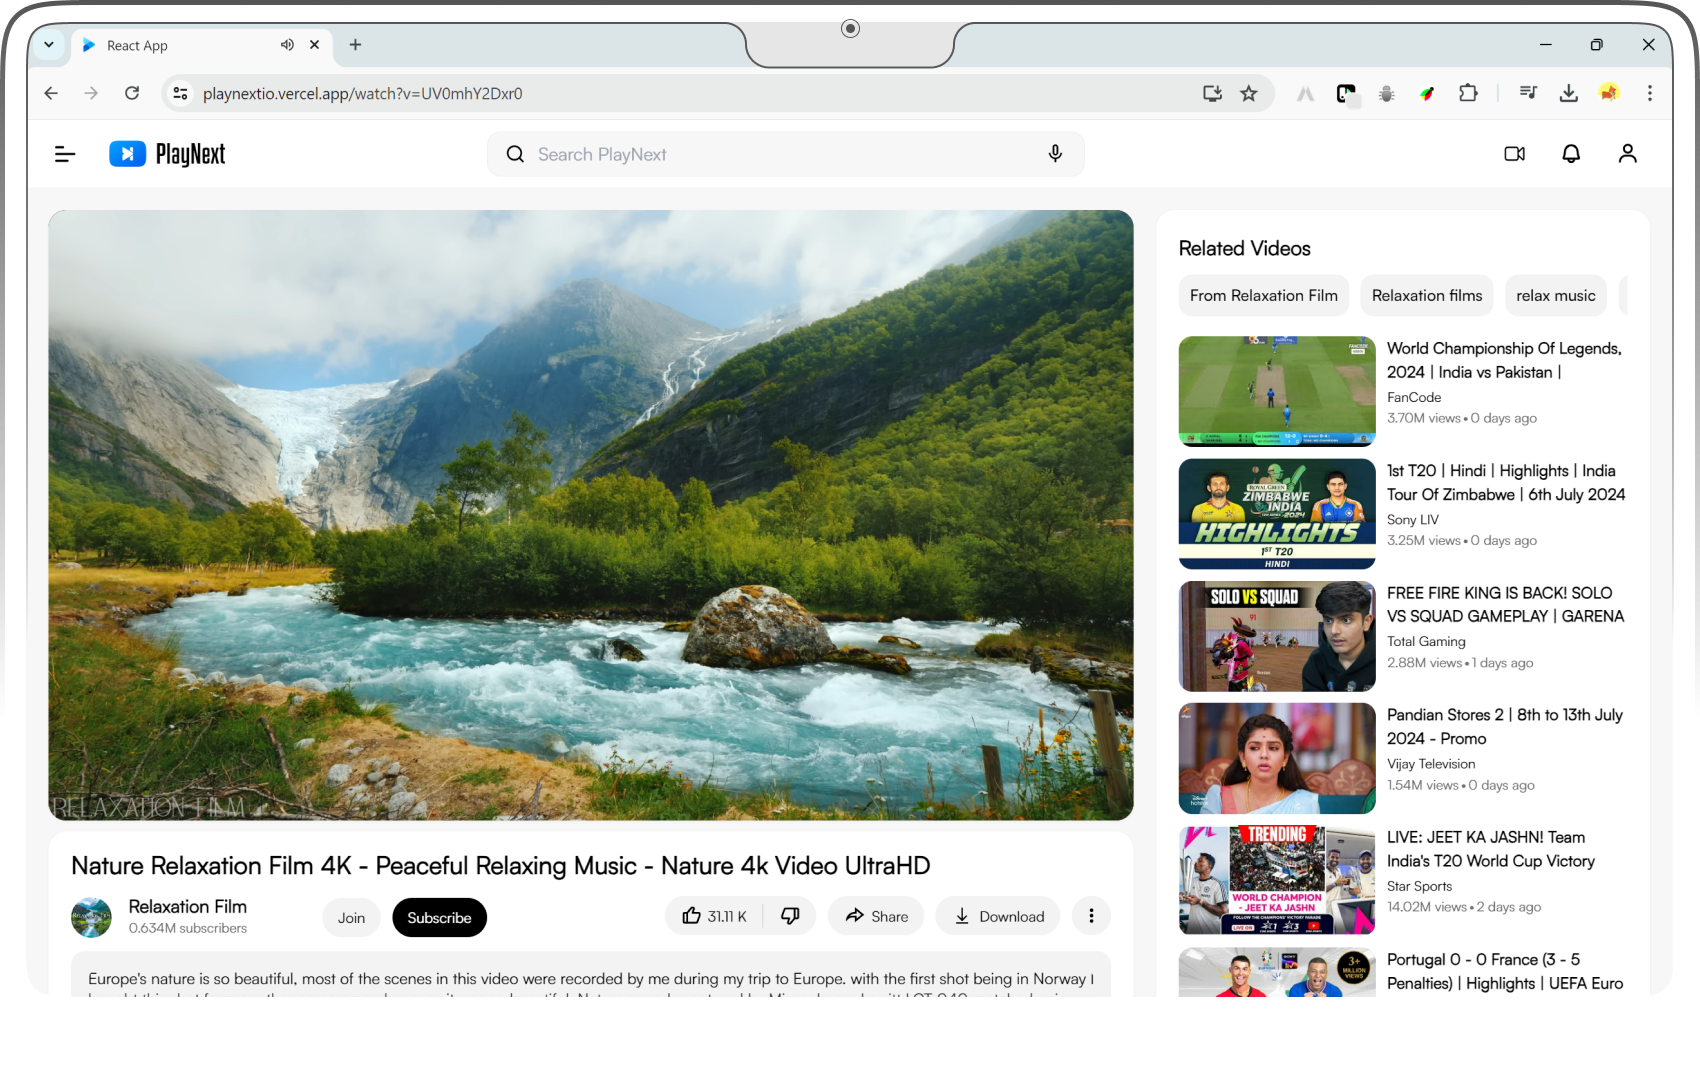 React App
playnextio.vercel.app/watch?v=UV0mhY2Dxr0
PlayNext
Search PlayNext
RELAXATION FILM
Nature Relaxation Film 4K - Peaceful Relaxing Music - Nature 4k Video UltraHD
Relaxation Film
0.634M subscribers
Join
Subscribe
31.11 K
Share
Download
Europe's nature is so beautiful, most of the scenes in this video were recorded by me during my trip to Europe. with the first shot being in Norway I
Related Videos
From Relaxation Film
Relaxation films
relax music
World Championship Of Legends,
2024 | India vs Pakistan |
FanCode
3.70M views • 0 days ago
ROYAL GREEN
ZIMBABWE
INDIA
2024
HIGHLIGHTS
1ST T20
HINDI
1st T20 | Hindi | Highlights | India
Tour Of Zimbabwe | 6th July 2024
Sony LIV
3.25M views • 0 days ago
SOLO VS SQUAD
91
FREE FIRE KING IS BACK! SOLO
VS SQUAD GAMEPLAY | GARENA
Total Gaming
2.88M views • 1 days ago
hotstar
Pandian Stores 2 | 8th to 13th July
2024 - Promo
Vijay Television
1.54M views • 0 days ago
TRENDING
WORLD CHAMPION
- JEET KA JASHN
FOLLOW THE CHAMPIONS' VICTORY PARADE
LIVE ON
LIVE: JEET KA JASHN! Team
India's T20 World Cup Victory
Star Sports
14.02M views • 2 days ago
3+
MILLION
VIEWS
Portugal 0 - 0 France (3 - 5
Penalties) | Highlights | UEFA Euro